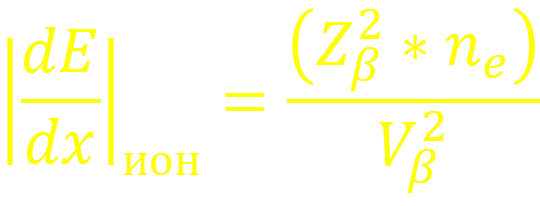 |dE/dx|ион = (Z_β^2 * n_e) / V_β^2